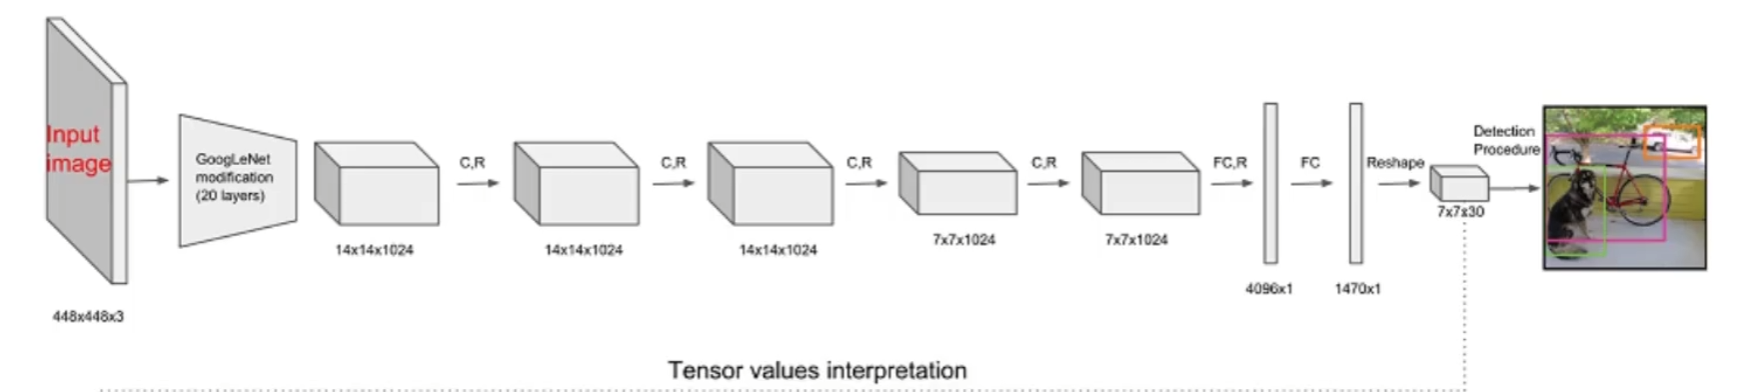 Input
image
448x448x3
GoogLeNet
modification
(20 layers)
14x14x1024
C,R
14x14x1024
C,R
14x14x1024
C,R
7x7x1024
C,R
7x7x1024
FC,R
4096x1
FC
1470x1
Reshape
7x7x30
Detection
Procedure
Tensor values interpretation